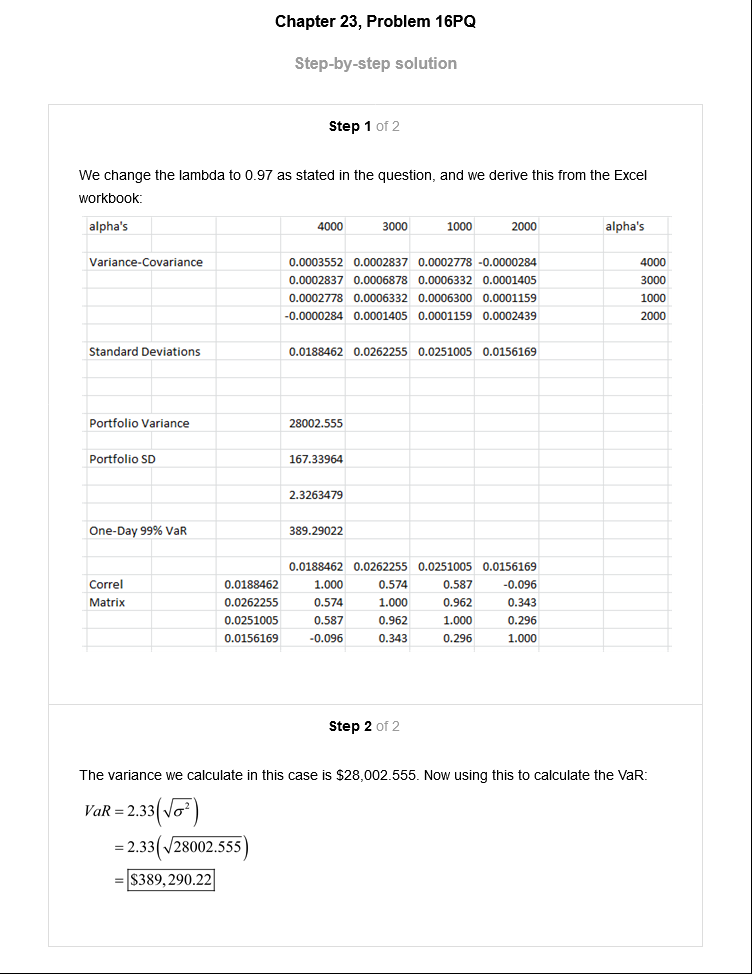 Chapter 23, Problem 16PQ
Step-by-step solution
Step 1 of 2
We change the lambda to 0.97 as stated in the question, and we derive this from the Excel
workbook:
alpha's 4000 3000 1000 2000 alpha's
Variance-Covariance 0.0003552 0.0002837 0.0002778 -0.0000284 4000
0.0002837 0.0006878 0.0006332 0.0001405 3000
0.0002778 0.0006332 0.0006300 0.0001159 1000
-0.0000284 0.0001405 0.0001159 0.0002439 2000
Standard Deviations 0.0188462 0.0262255 0.0251005 0.0156169
Portfolio Variance 28002.555
Portfolio SD 167.33964
2.3263479
One-Day 99% VaR 389.29022
0.0188462 0.0262255 0.0251005 0.0156169
Correl 0.0188462 1.000 0.574 0.587 -0.096
Matrix 0.0262255 0.574 1.000 0.962 0.343
0.0251005 0.587 0.962 1.000 0.296
0.0156169 -0.096 0.343 0.296 1.000
Step 2 of 2
The variance we calculate in this case is $28,002.555. Now using this to calculate the VaR:
VaR = 2.33(√σ²)
= 2.33(√28002.555)
= $389,290.22